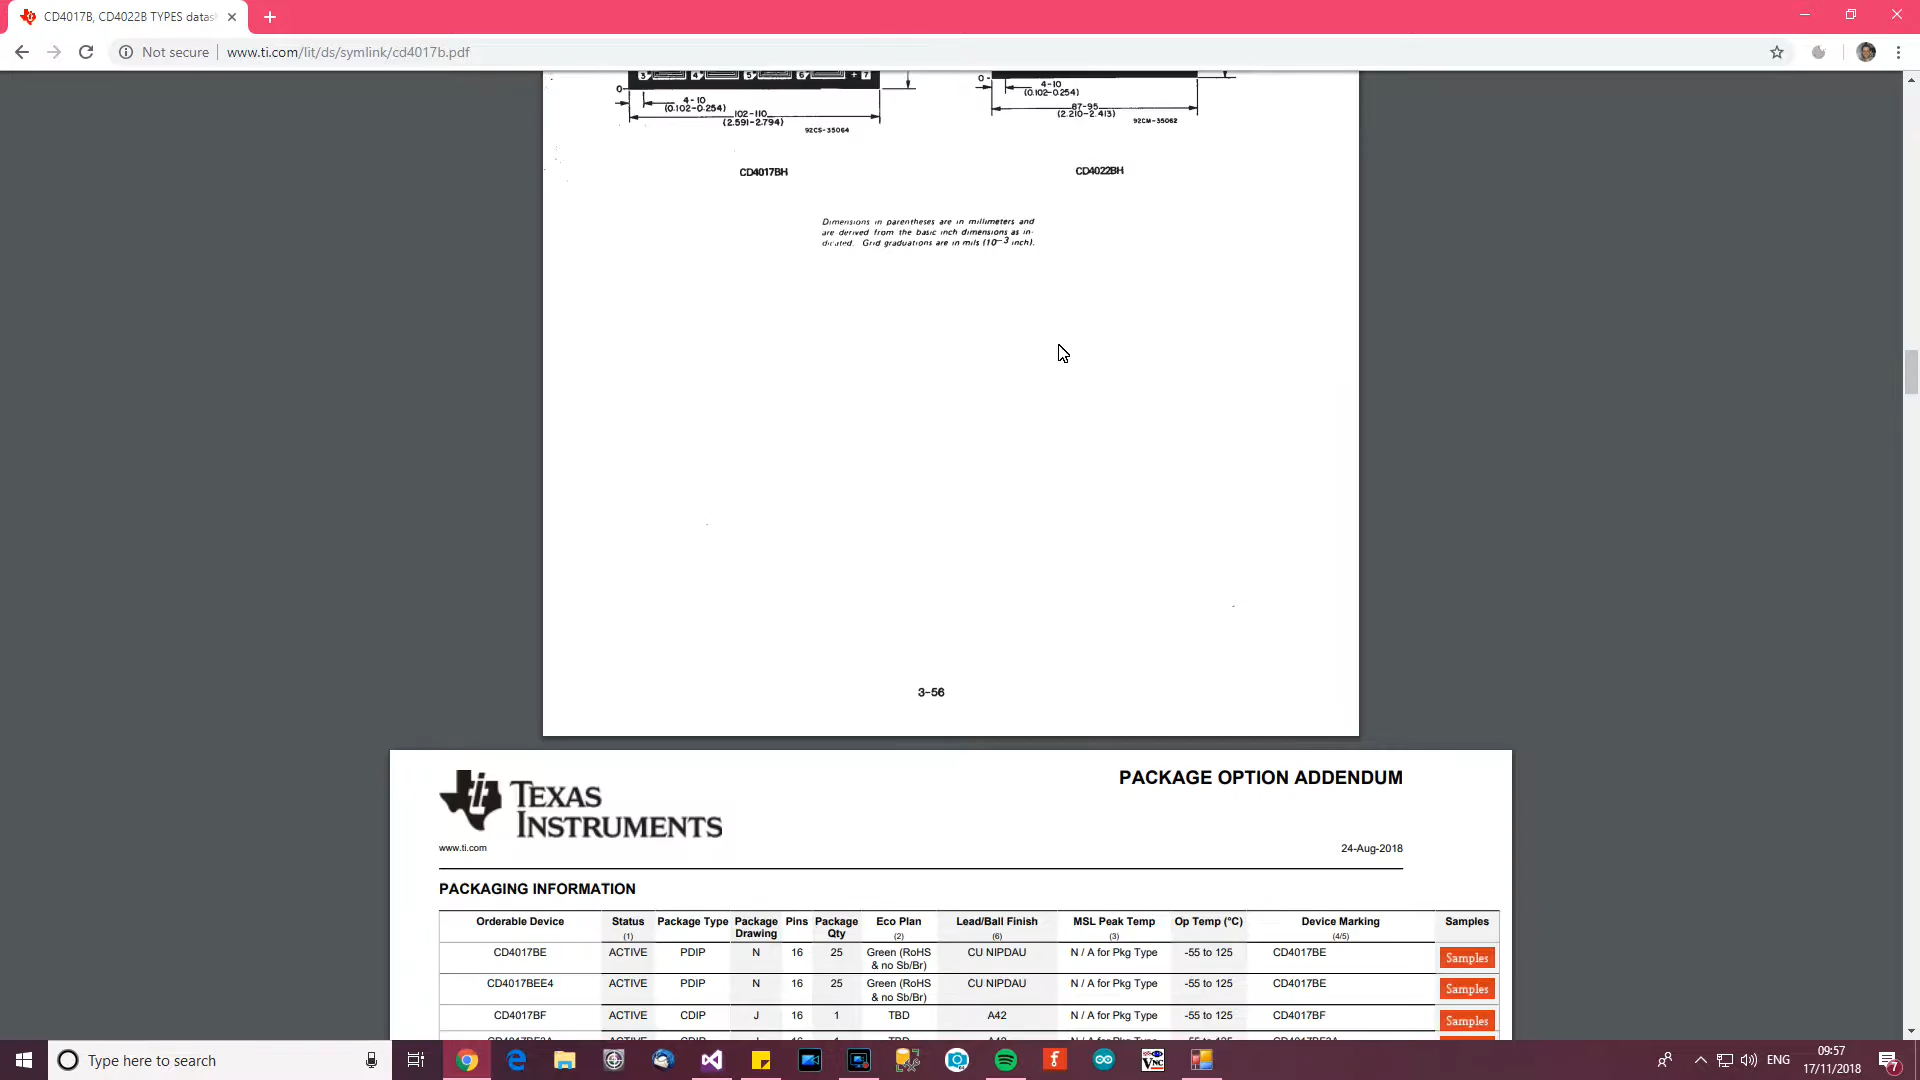 CD4017B, CD4022B TYPES datas
Not secure
www.ti.com/lit/ds/symlink/cd4017b.pdf
3 4 5 6 7
0
4-10
(0.102-0.254)
102-110
(2.591-2.794)
92CS-35064
0
4-10
(0.102-0.254)
87-95
(2.210-2.413)
92CM-35062
CD4017BH
CD4022BH
Dimensions in parentheses are in millimeters and
are derived from the basic inch dimensions as in-
dicated. Grid graduations are in mils (10⁻³ inch).
3-56
TEXAS
INSTRUMENTS
www.ti.com
PACKAGE OPTION ADDENDUM
24-Aug-2018
PACKAGING INFORMATION
Orderable Device Status (1) Package Type Package Drawing Pins Package Qty Eco Plan (2) Lead/Ball Finish (6) MSL Peak Temp (3) Op Temp (°C) Device Marking (4/5) Samples
CD4017BE ACTIVE PDIP N 16 25 Green (RoHS & no Sb/Br) CU NIPDAU N / A for Pkg Type -55 to 125 CD4017BE Samples
CD4017BEE4 ACTIVE PDIP N 16 25 Green (RoHS & no Sb/Br) CU NIPDAU N / A for Pkg Type -55 to 125 CD4017BE Samples
CD4017BF ACTIVE CDIP J 16 1 TBD A42 N / A for Pkg Type -55 to 125 CD4017BF Samples
Type here to search
ENG
09:57
17/11/2018
7